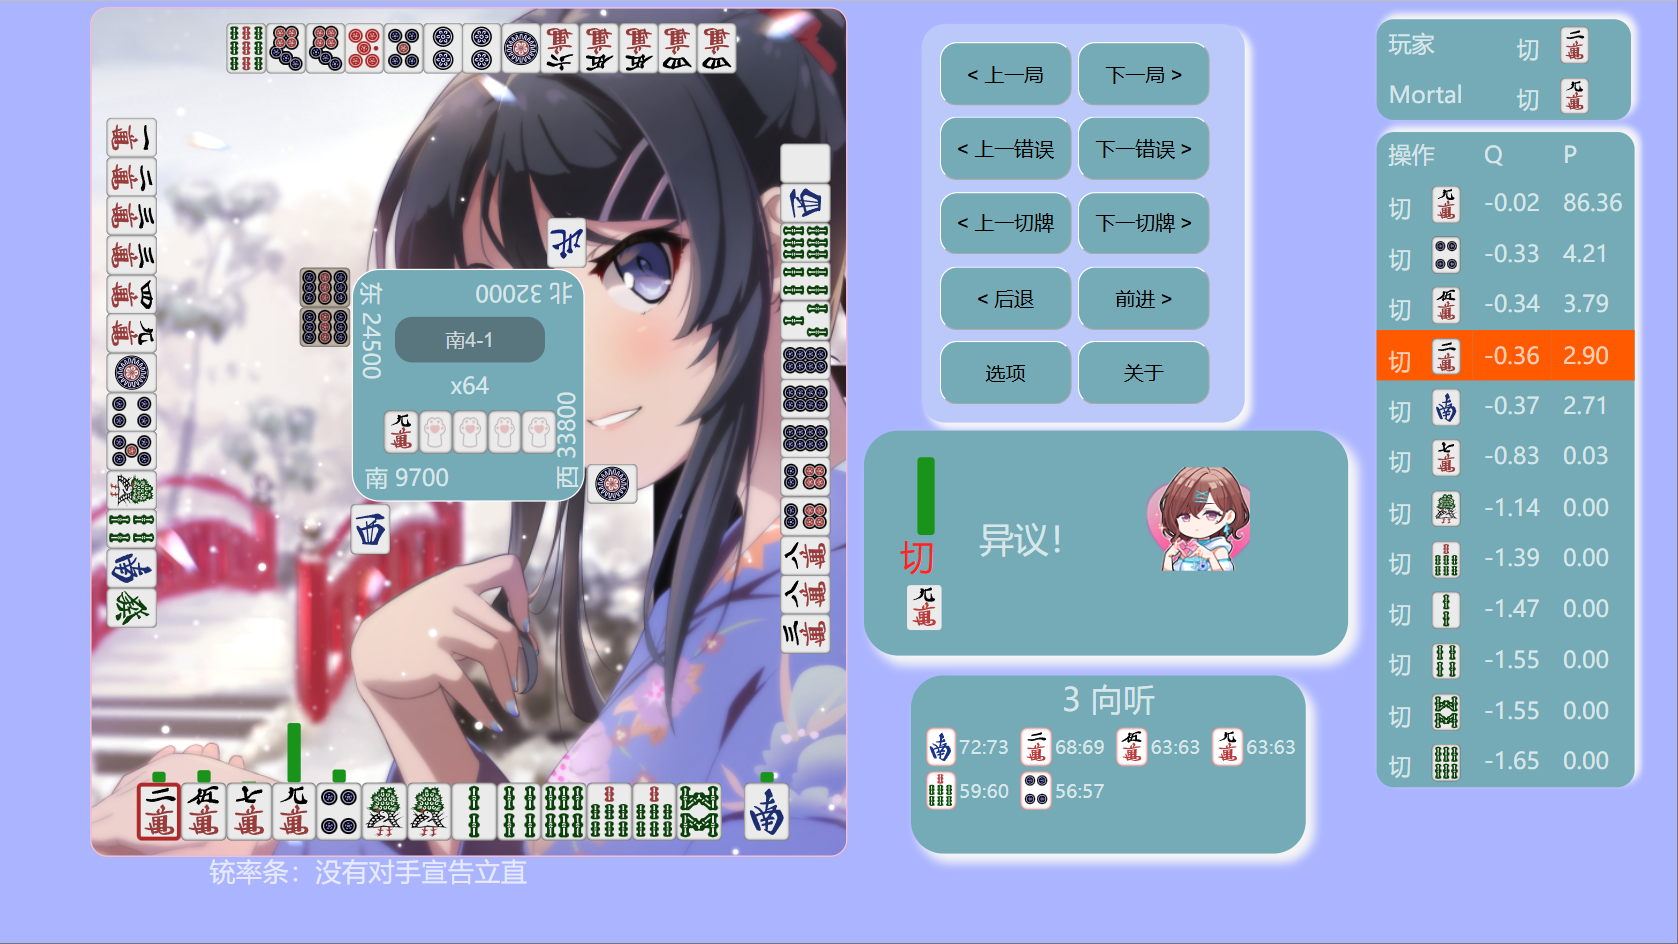 北 32000
东 24500
南4-1
x64
西 33800
南 9700
铳率条：没有对手宣告立直
< 上一局
下一局 >
< 上一错误
下一错误 >
< 上一切牌
下一切牌 >
< 后退
前进 >
选项
关于
切
异议！
3 向听
72:73 68:69 63:63 63:63
59:60 56:57
玩家 切
Mortal 切
操作 Q P
切 -0.02 86.36
切 -0.33 4.21
切 -0.34 3.79
切 -0.36 2.90
切 -0.37 2.71
切 -0.83 0.03
切 -1.14 0.00
切 -1.39 0.00
切 -1.47 0.00
切 -1.55 0.00
切 -1.55 0.00
切 -1.65 0.00